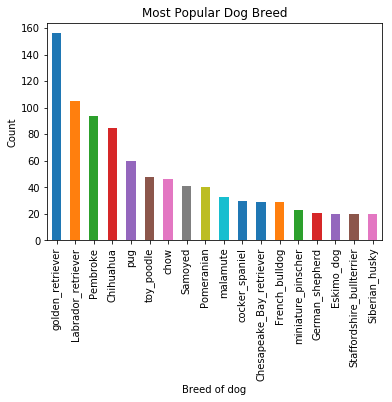 Most Popular Dog Breed
160
140
120
100
80
60
40
20
0
Count
golden_retriever
Labrador_retriever
Pembroke
Chihuahua
pug
toy_poodle
chow
Samoyed
Pomeranian
malamute
cocker_spaniel
Chesapeake_Bay_retriever
French_bulldog
miniature_pinscher
German_shepherd
Eskimo_dog
Staffordshire_bullterrier
Siberian_husky
Breed of dog